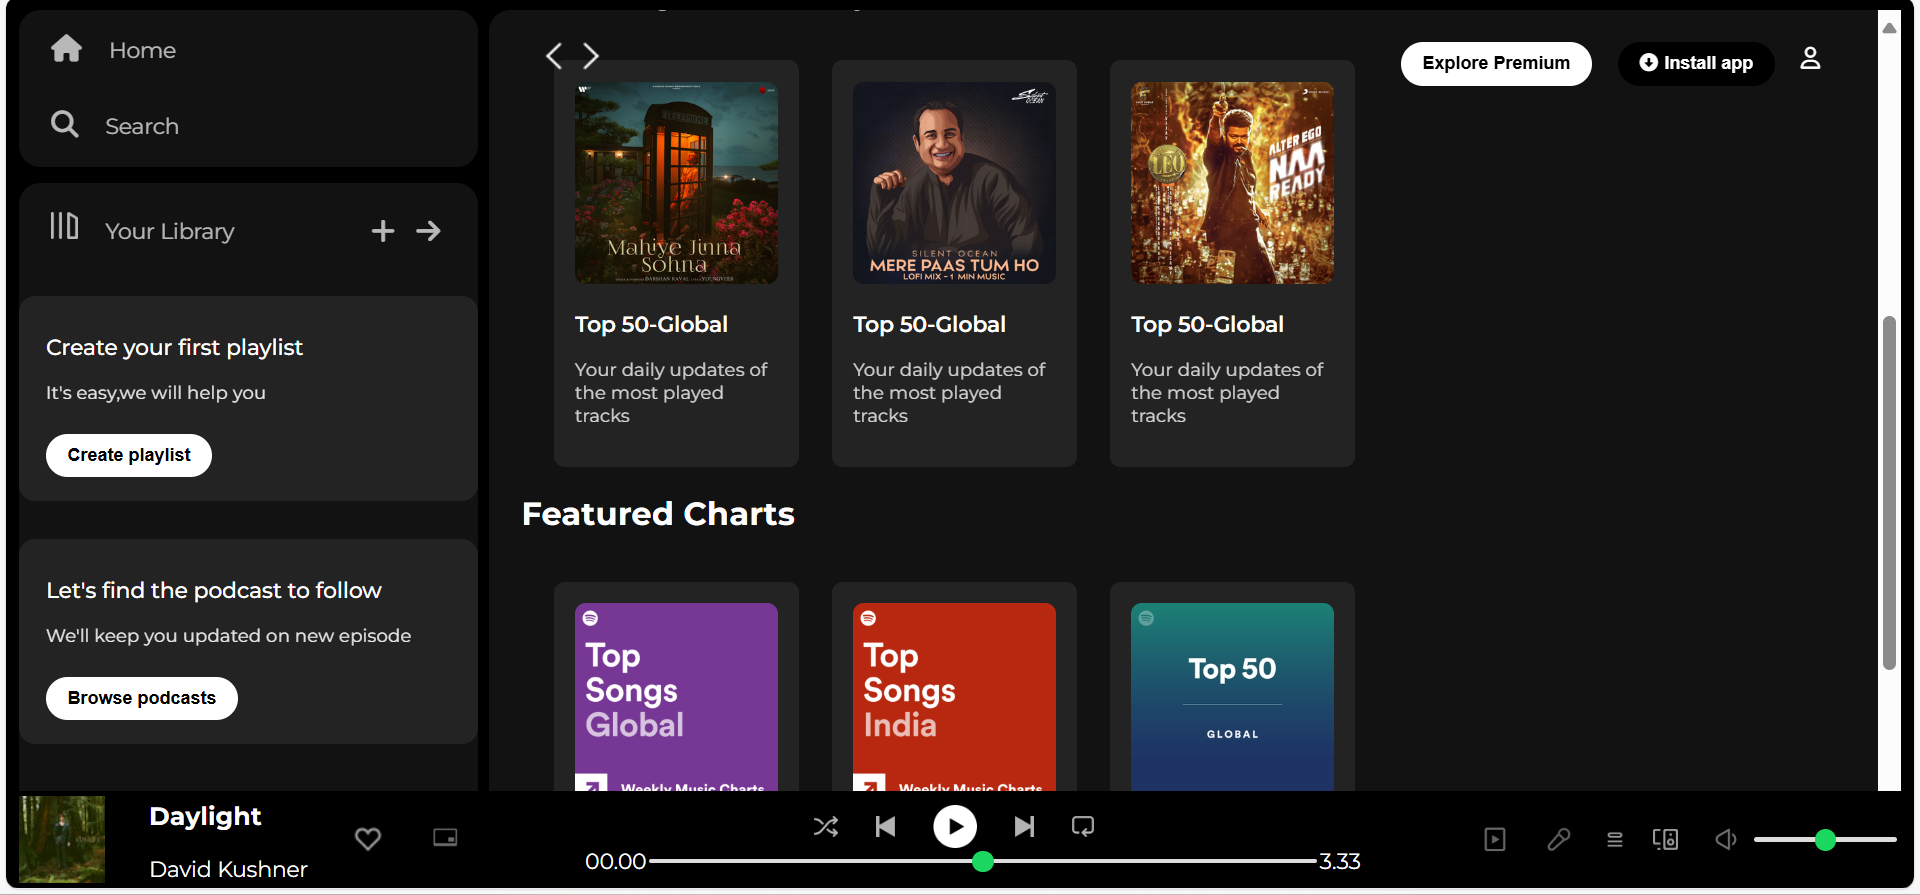 Home
Search
Your Library
Create your first playlist
It's easy,we will help you
Create playlist
Let's find the podcast to follow
We'll keep you updated on new episode
Browse podcasts
Explore Premium
Install app
TELEPHONE
Mahiye Jinna
Sohna
DARSHAN RAVAL
Silent
OCEAN
SILENT OCEAN
MERE PAAS TUM HO
LOFI MIX - 1 MIN MUSIC
LEO
ALTER EGO
NAA
READY
Top 50-Global
Your daily updates of
the most played
tracks
Top 50-Global
Your daily updates of
the most played
tracks
Top 50-Global
Your daily updates of
the most played
tracks
Featured Charts
Top
Songs
Global
Weekly Music Charts
Top
Songs
India
Weekly Music Charts
Top 50
GLOBAL
Daylight
David Kushner
00.00
3.33